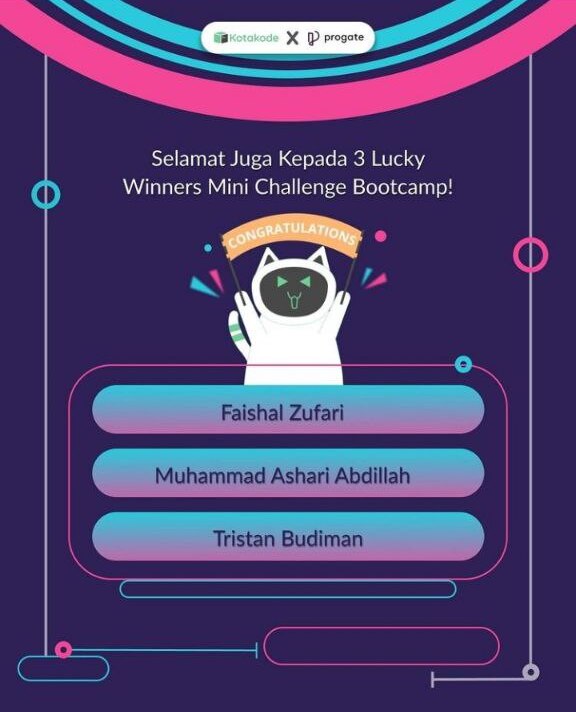 Kotakode X progate
Selamat Juga Kepada 3 Lucky
Winners Mini Challenge Bootcamp!
CONGRATULATIONS
Faishal Zufari
Muhammad Ashari Abdillah
Tristan Budiman